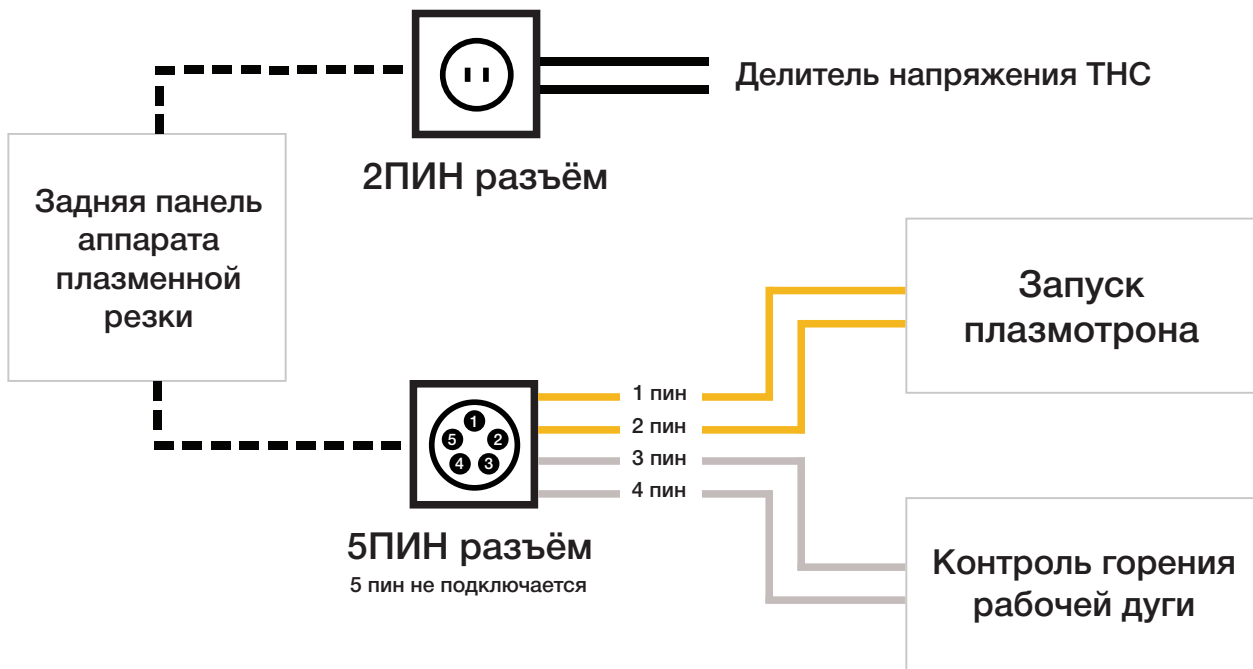 Делитель напряжения THC
2ПИН разъём
Задняя панель
аппарата
плазменной
резки
Запуск
плазмотрона
1 пин
2 пин
3 пин
4 пин
1
5
2
4
3
5ПИН разъём
5 пин не подключается
Контроль горения
рабочей дуги